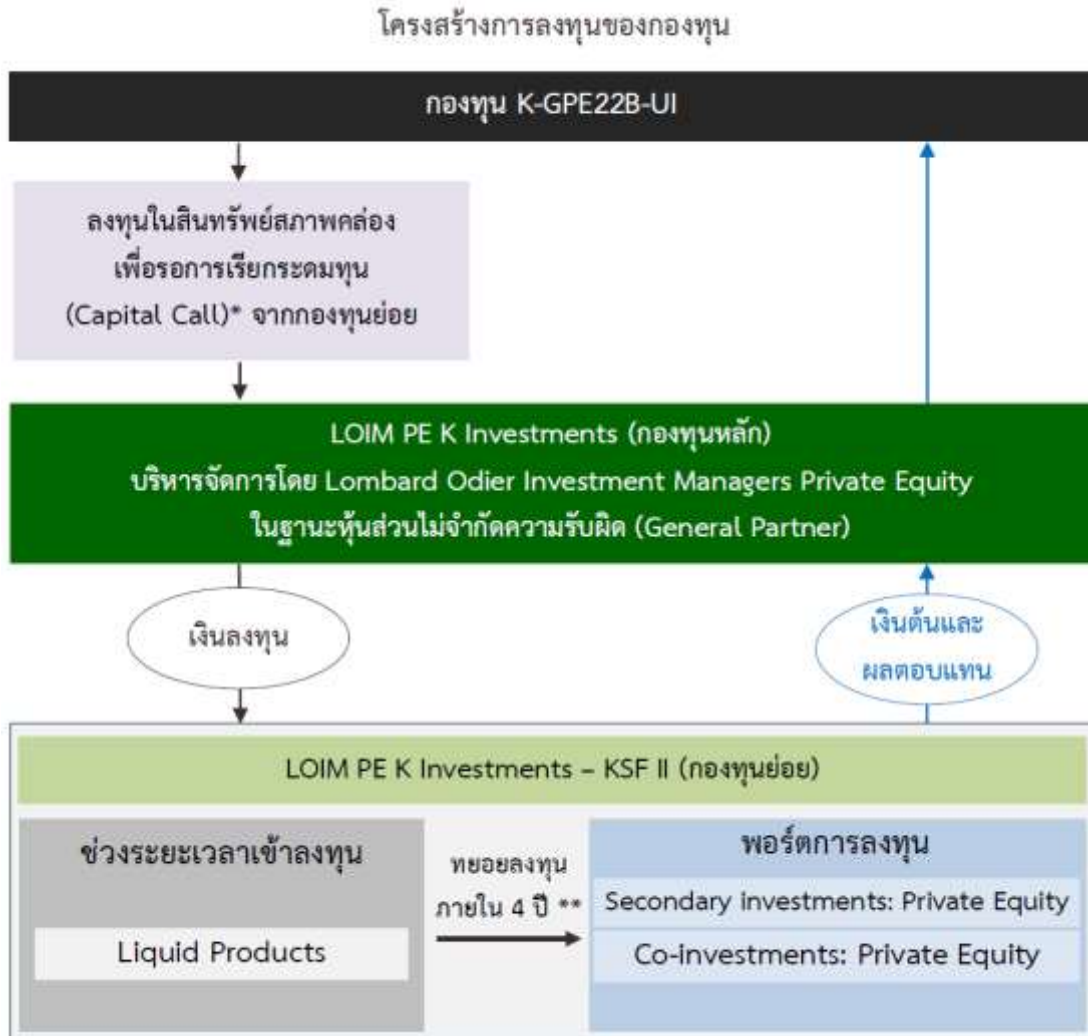 โครงสร้างการลงทุนของกองทุน
กองทุน K-GPE22B-UI
ลงทุนในสินทรัพย์สภาพคล่อง
เพื่อรอการเรียกระดมทุน
(Capital Call)* จากกองทุนย่อย
LOIM PE K Investments (กองทุนหลัก)
บริหารจัดการโดย Lombard Odier Investment Managers Private Equity
ในฐานะหุ้นส่วนไม่จำกัดความรับผิด (General Partner)
เงินลงทุน
เงินต้นและ
ผลตอบแทน
LOIM PE K Investments – KSF II (กองทุนย่อย)
ช่วงระยะเวลาเข้าลงทุน
Liquid Products
ทยอยลงทุน
ภายใน 4 ปี **
พอร์ตการลงทุน
Secondary investments: Private Equity
Co-investments: Private Equity